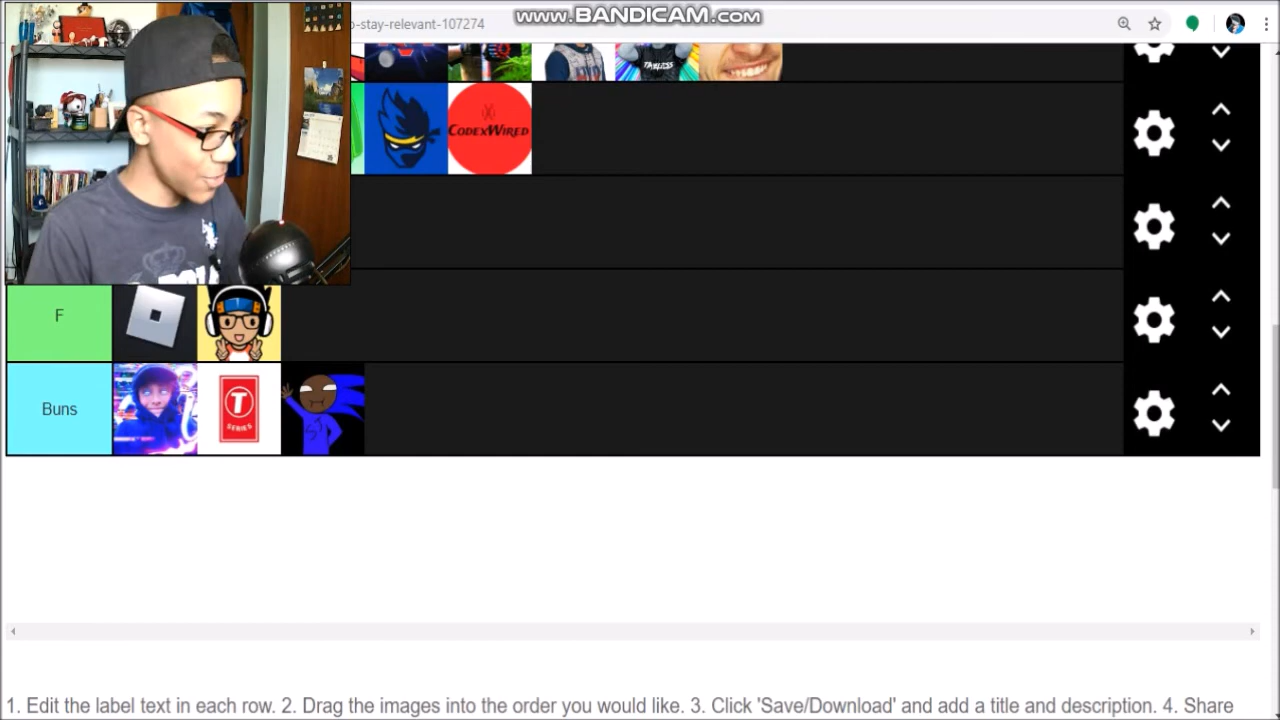 -stay-relevant-107274
www.BANDICAM.com
TAYLESS
CODEXWIRED
F
Buns
T
SERIES
1. Edit the label text in each row. 2. Drag the images into the order you would like. 3. Click 'Save/Download' and add a title and description. 4. Share